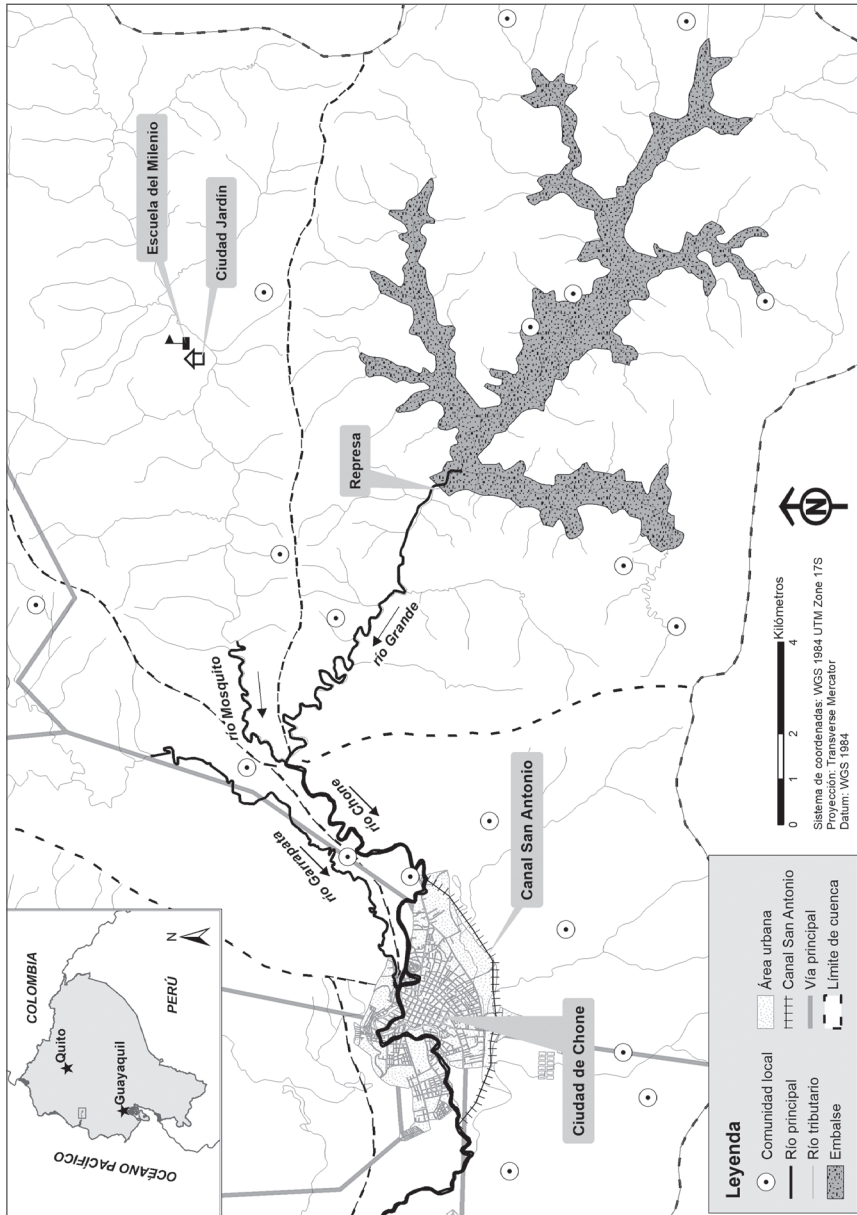 COLOMBIA
Quito
Guayaquil
PERÚ
OCÉANO PACÍFICO
N
Escuela del Milenio
Ciudad Jardín
Represa
río Mosquito
río Grande
río Garrapata
río Chone
Canal San Antonio
Ciudad de Chone
Leyenda
Comunidad local
Río principal
Río tributario
Embalse
Área urbana
Canal San Antonio
Vía principal
Límite de cuenca
0 1 2 4
Kilómetros
Sistema de coordenadas: WGS 1984 UTM Zone 17S
Proyección: Transverse Mercator
Datum: WGS 1984
N